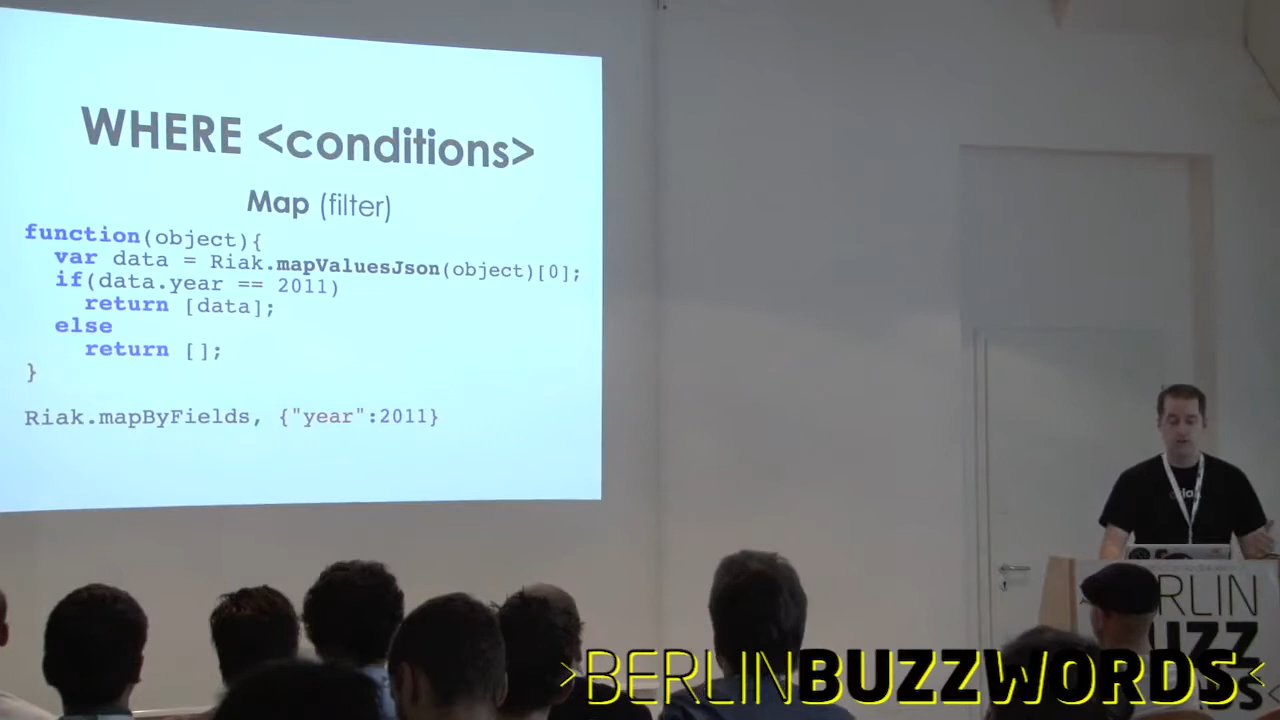 WHERE <conditions>
Map (filter)
function(object){
var data = Riak.mapValuesJson(object)[0];
if(data.year == 2011)
return [data];
else
return [];
}
Riak.mapByFields, {"year":2011}
BERLIN
>BERLINBUZZWORDS<